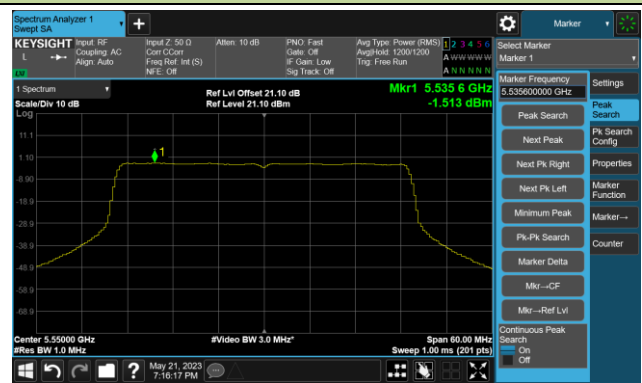 Spectrum Analyzer 1
Swept SA
+
Marker
KEYSIGHT
L
LXI
Input: RF
Coupling: AC
Align: Auto
Input Z: 50 Ω
Corr CCorr
Freq Ref: Int (S)
NFE: Off
Atten: 10 dB
PNO: Fast
Gate: Off
IF Gain: Low
Sig Track: Off
Avg Type: Power (RMS)
Avg|Hold: 1200/1200
Trig: Free Run
1 2 3 4 5 6
A W W W W W
A N N N N N
Select Marker
Marker 1
1 Spectrum
Scale/Div 10 dB
Log
Ref Lvl Offset 21.10 dB
Ref Level 21.10 dBm
Mkr1 5.535 6 GHz
-1.513 dBm
11.1
1.10
-8.90
-18.9
-28.9
-38.9
-48.9
-58.9
-68.9
1
Center 5.55000 GHz
#Res BW 1.0 MHz
#Video BW 3.0 MHz*
Span 60.00 MHz
Sweep 1.00 ms (201 pts)
Marker Frequency
5.535600000 GHz
Peak Search
Next Peak
Next Pk Right
Next Pk Left
Minimum Peak
Pk-Pk Search
Marker Delta
Mkr→CF
Mkr→Ref Lvl
Continuous Peak
Search
On
Off
Settings
Peak
Search
Pk Search
Config
Properties
Marker
Function
Marker→
Counter
?
May 21, 2023
7:16:17 PM